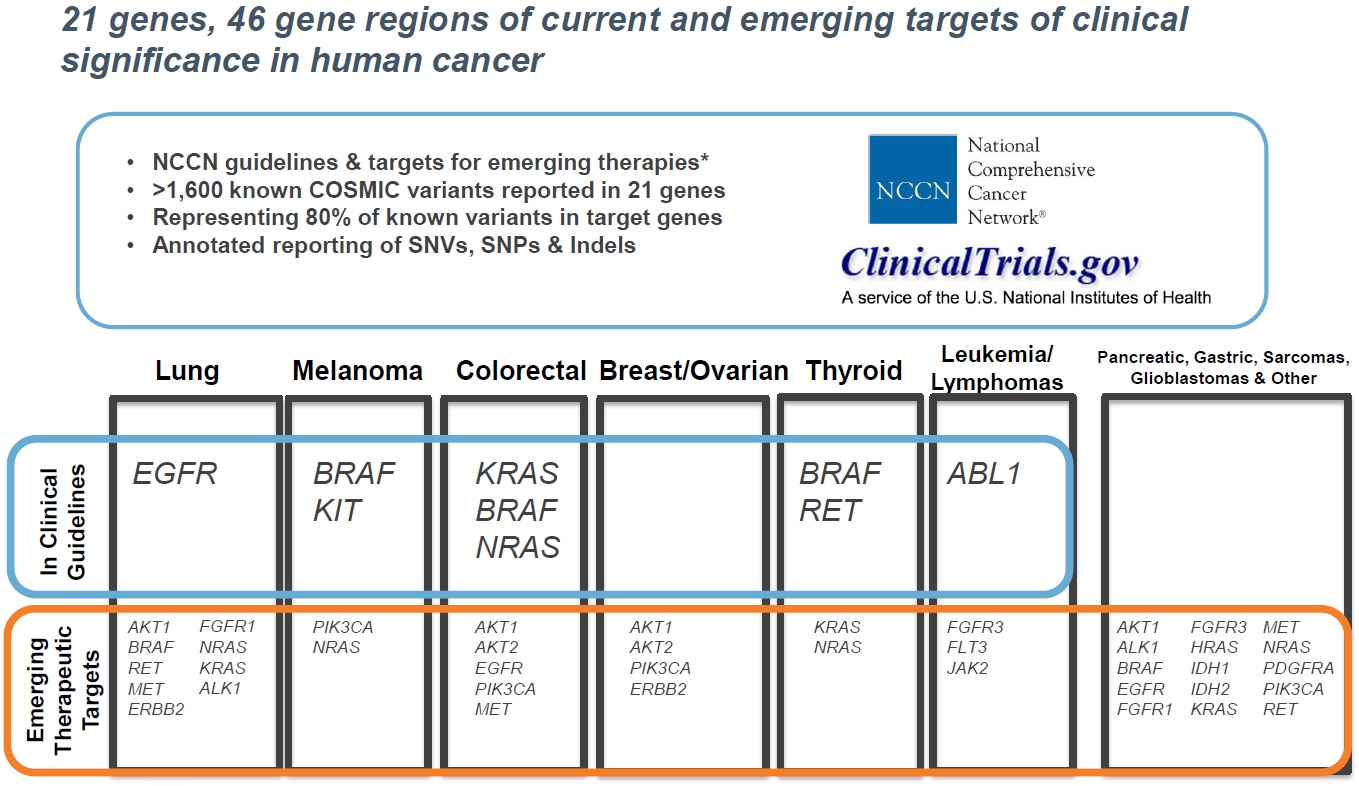 21 genes, 46 gene regions of current and emerging targets of clinical
significance in human cancer
• NCCN guidelines & targets for emerging therapies*
• >1,600 known COSMIC variants reported in 21 genes
• Representing 80% of known variants in target genes
• Annotated reporting of SNVs, SNPs & Indels
NCCN
National
Comprehensive
Cancer
Network®
ClinicalTrials.gov
A service of the U.S. National Institutes of Health
Lung
Melanoma
Colorectal
Breast/Ovarian
Thyroid
Leukemia/
Lymphomas
Pancreatic, Gastric, Sarcomas,
Glioblastomas & Other
In Clinical
Guidelines
EGFR
BRAF
KIT
KRAS
BRAF
NRAS
BRAF
RET
ABL1
Emerging
Therapeutic
Targets
AKT1
BRAF
RET
MET
ERBB2
FGFR1
NRAS
KRAS
ALK1
PIK3CA
NRAS
AKT1
AKT2
EGFR
PIK3CA
MET
AKT1
AKT2
PIK3CA
ERBB2
KRAS
NRAS
FGFR3
FLT3
JAK2
AKT1
ALK1
BRAF
EGFR
FGFR1
FGFR3
HRAS
IDH1
IDH2
KRAS
MET
NRAS
PDGFRA
PIK3CA
RET